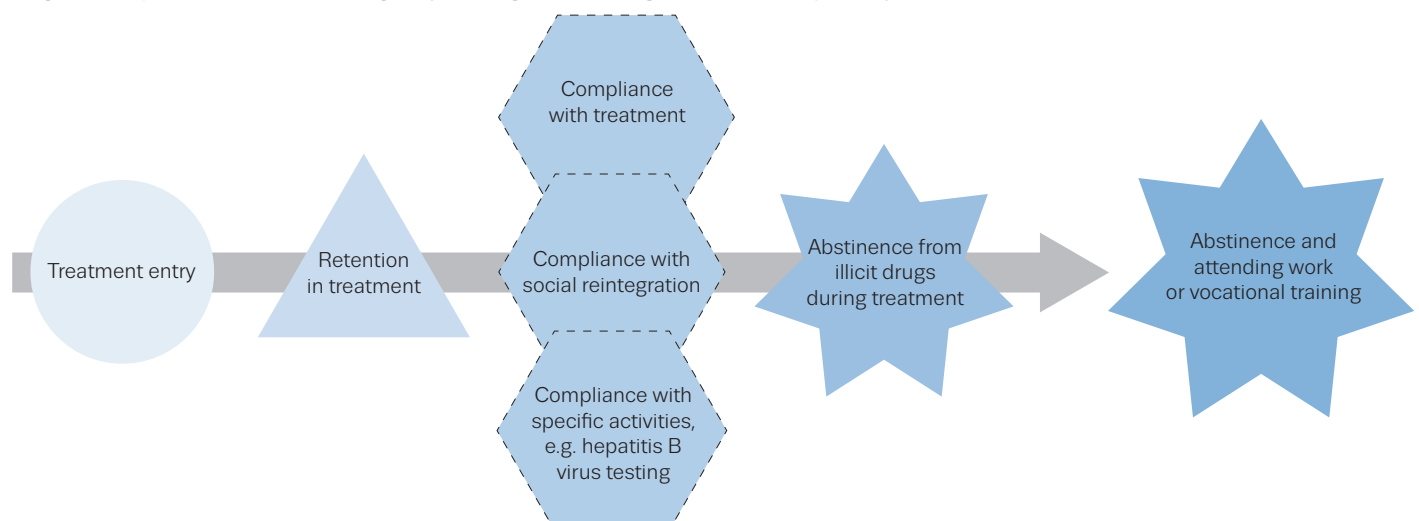 Treatment entry
Retention
in treatment
Compliance
with treatment
Compliance with
social reintegration
Compliance with
specific activities,
e.g. hepatitis B
virus testing
Abstinence from
illicit drugs
during treatment
Abstinence and
attending work
or vocational training